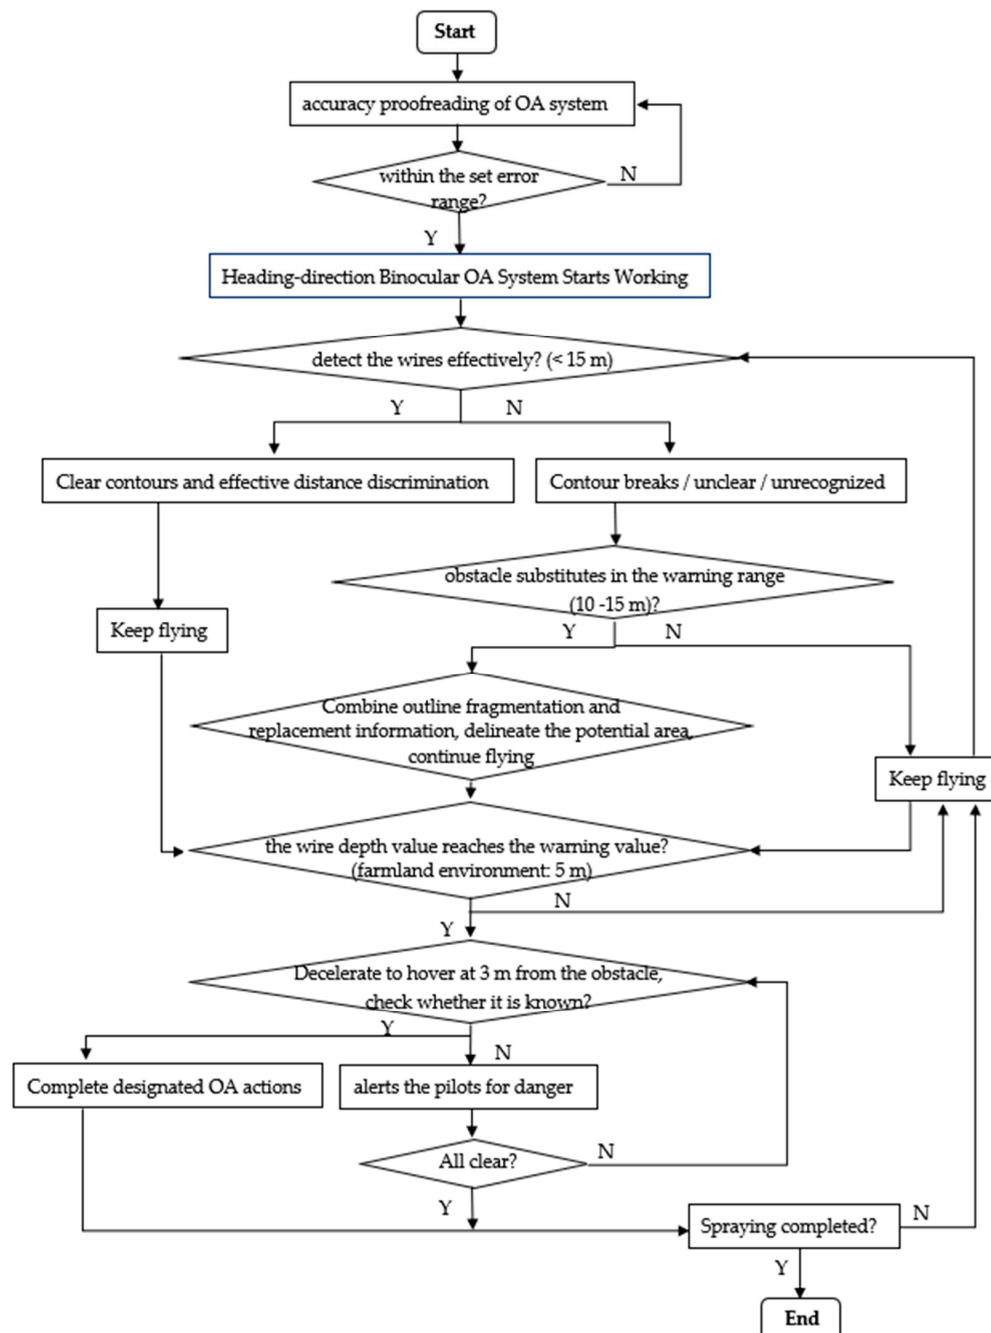 Start
accuracy proofreading of OA system
within the set error
range?
N
Y
Heading-direction Binocular OA System Starts Working
detect the wires effectively? (< 15 m)
Y
N
Clear contours and effective distance discrimination
Contour breaks / unclear / unrecognized
obstacle substitutes in the warning range
(10 -15 m)?
Keep flying
Y
N
Combine outline fragmentation and
replacement information, delineate the potential area,
continue flying
Keep flying
the wire depth value reaches the warning value?
(farmland environment: 5 m)
N
Y
Decelerate to hover at 3 m from the obstacle,
check whether it is known?
Y
N
Complete designated OA actions
alerts the pilots for danger
All clear?
N
Y
Spraying completed?
N
Y
End